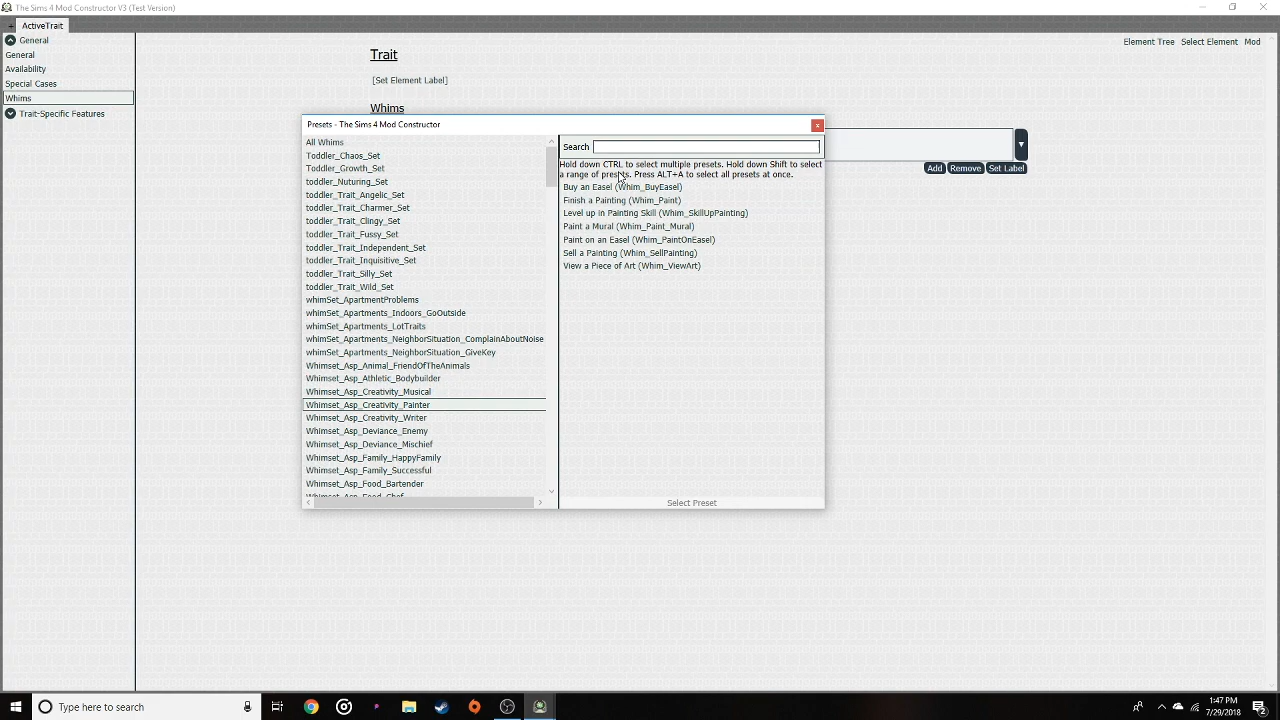 The Sims 4 Mod Constructor V3 (Test Version)
+ ActiveTrait
General
General
Availability
Special Cases
Whims
Trait-Specific Features
Element Tree Select Element Mod
Trait
[Set Element Label]
Whims
Add Remove Set Label
Presets - The Sims 4 Mod Constructor
x
All Whims
Toddler_Chaos_Set
Toddler_Growth_Set
toddler_Nuturing_Set
toddler_Trait_Angelic_Set
toddler_Trait_Charmer_Set
toddler_Trait_Clingy_Set
toddler_Trait_Fussy_Set
toddler_Trait_Independent_Set
toddler_Trait_Inquisitive_Set
toddler_Trait_Silly_Set
toddler_Trait_Wild_Set
whimSet_ApartmentProblems
whimSet_Apartments_Indoors_GoOutside
whimSet_Apartments_LotTraits
whimSet_Apartments_NeighborSituation_ComplainAboutNoise
whimSet_Apartments_NeighborSituation_GiveKey
Whimset_Asp_Animal_FriendOfTheAnimals
Whimset_Asp_Athletic_Bodybuilder
Whimset_Asp_Creativity_Musical
Whimset_Asp_Creativity_Painter
Whimset_Asp_Creativity_Writer
Whimset_Asp_Deviance_Enemy
Whimset_Asp_Deviance_Mischief
Whimset_Asp_Family_HappyFamily
Whimset_Asp_Family_Successful
Whimset_Asp_Food_Bartender
Whimset_Asp_Food_Chef
Search
Hold down CTRL to select multiple presets. Hold down Shift to select
a range of presets. Press ALT+A to select all presets at once.
Buy an Easel (Whim_BuyEasel)
Finish a Painting (Whim_Paint)
Level up in Painting Skill (Whim_SkillUpPainting)
Paint a Mural (Whim_Paint_Mural)
Paint on an Easel (Whim_PaintOnEasel)
Sell a Painting (Whim_SellPainting)
View a Piece of Art (Whim_ViewArt)
Select Preset
Type here to search
1:47 PM
7/29/2018
2